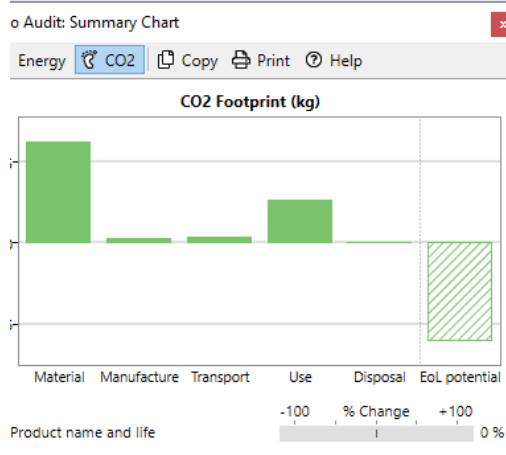 o Audit: Summary Chart
Energy CO2 Copy Print Help
CO2 Footprint (kg)
Material Manufacture Transport Use Disposal EoL potential
-100 % Change +100
Product name and life 0 %